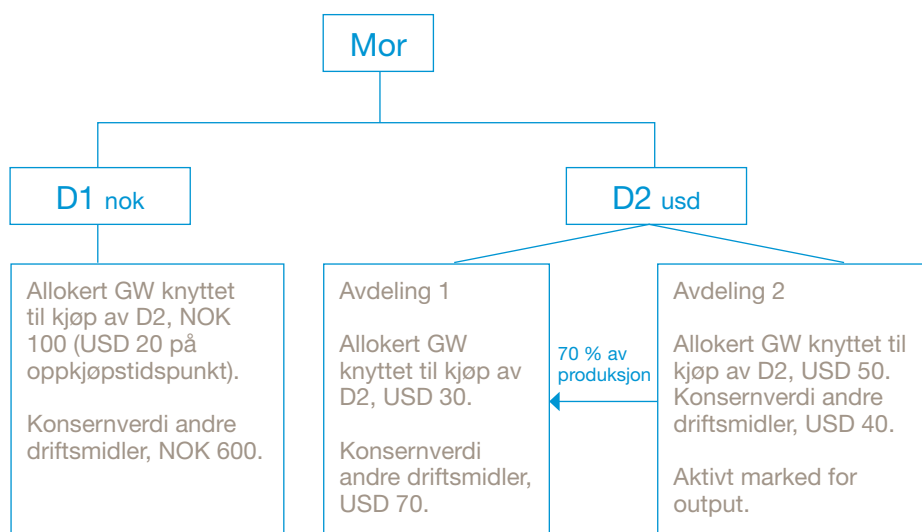 Mor
D1 nok
D2 usd
Allokert GW knyttet
til kjøp av D2, NOK
100 (USD 20 på
oppkjøpstidspunkt).
Konsernverdi andre
driftsmidler, NOK 600.
Avdeling 1
Allokert GW
knyttet til kjøp av
D2, USD 30.
Konsernverdi
andre driftsmidler,
USD 70.
70 % av
produksjon
Avdeling 2
Allokert GW knyttet til
kjøp av D2, USD 50.
Konsernverdi andre
driftsmidler, USD 40.
Aktivt marked for
output.